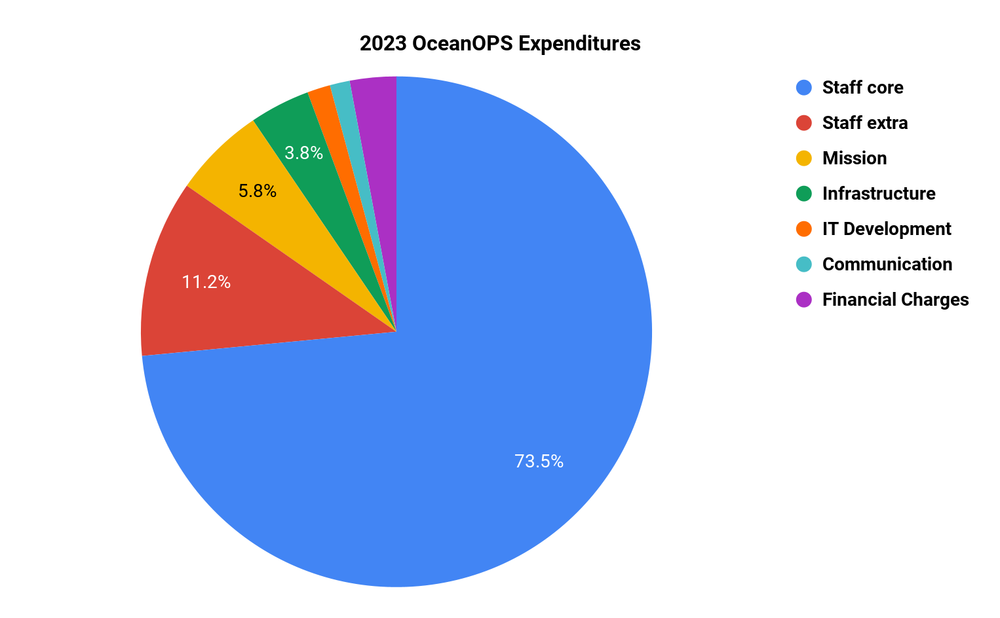 2023 OceanOPS Expenditures
Staff core
Staff extra
Mission
Infrastructure
IT Development
Communication
Financial Charges
3.8%
5.8%
11.2%
73.5%